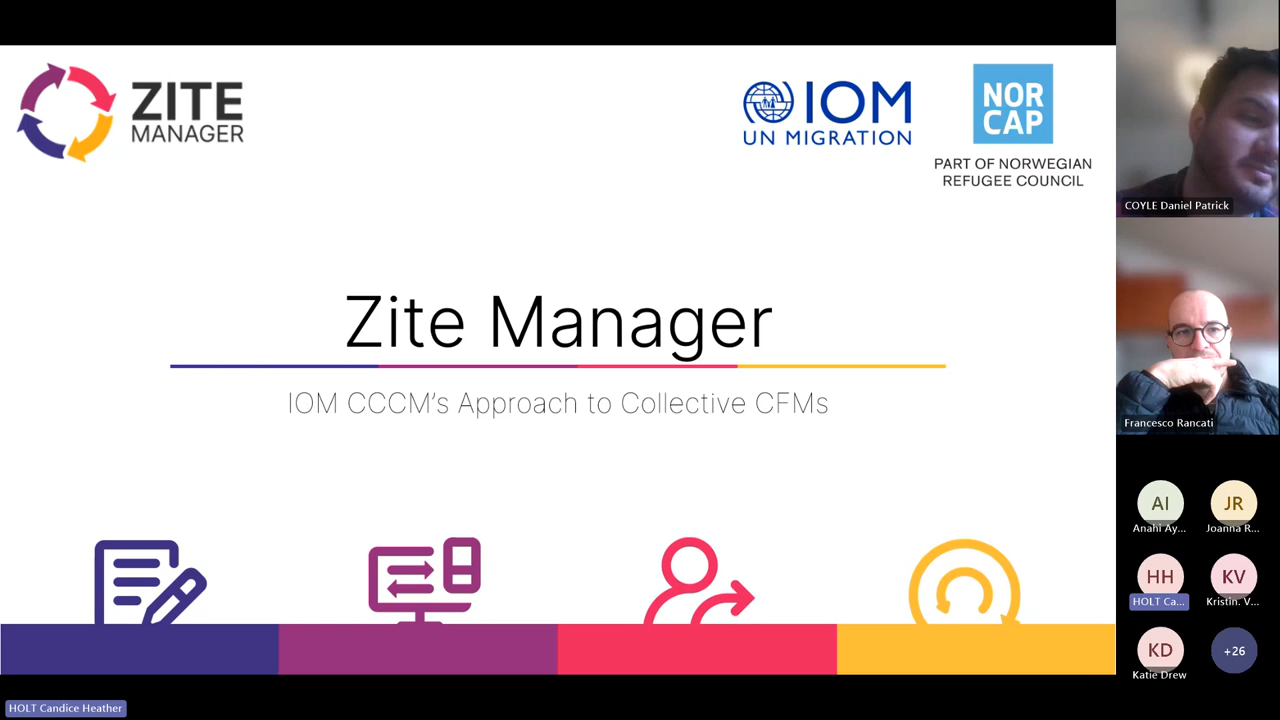 ZITE
MANAGER
IOM
UN MIGRATION
NOR
CAP
PART OF NORWEGIAN
REFUGEE COUNCIL
Zite Manager
IOM CCCM's Approach to Collective CFMs
COYLE Daniel Patrick
Francesco Rancati
AI
Anahi Ay...
JR
Joanna R...
HH
HOLT Ca...
KV
Kristin. V...
KD
Katie Drew
+26
HOLT Candice Heather